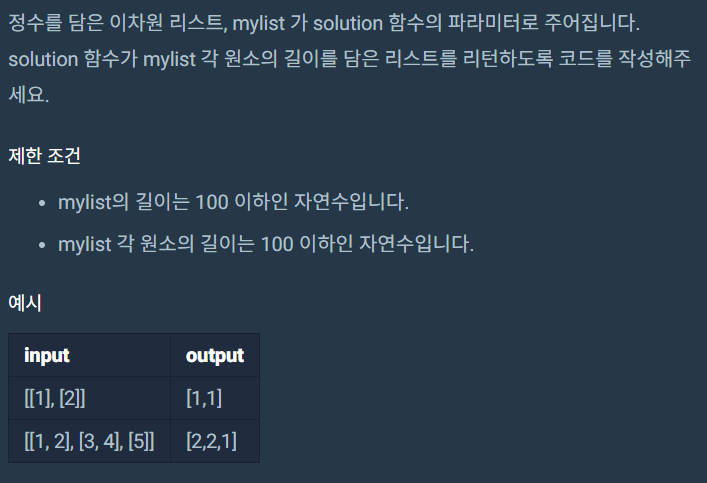 정수를 담은 이차원 리스트, mylist 가 solution 함수의 파라미터로 주어집니다.
solution 함수가 mylist 각 원소의 길이를 담은 리스트를 리턴하도록 코드를 작성해주
세요.
제한 조건
• mylist의 길이는 100 이하인 자연수입니다.
• mylist 각 원소의 길이는 100 이하인 자연수입니다.
예시
input output
[[1], [2]] [1,1]
[[1, 2], [3, 4], [5]] [2,2,1]